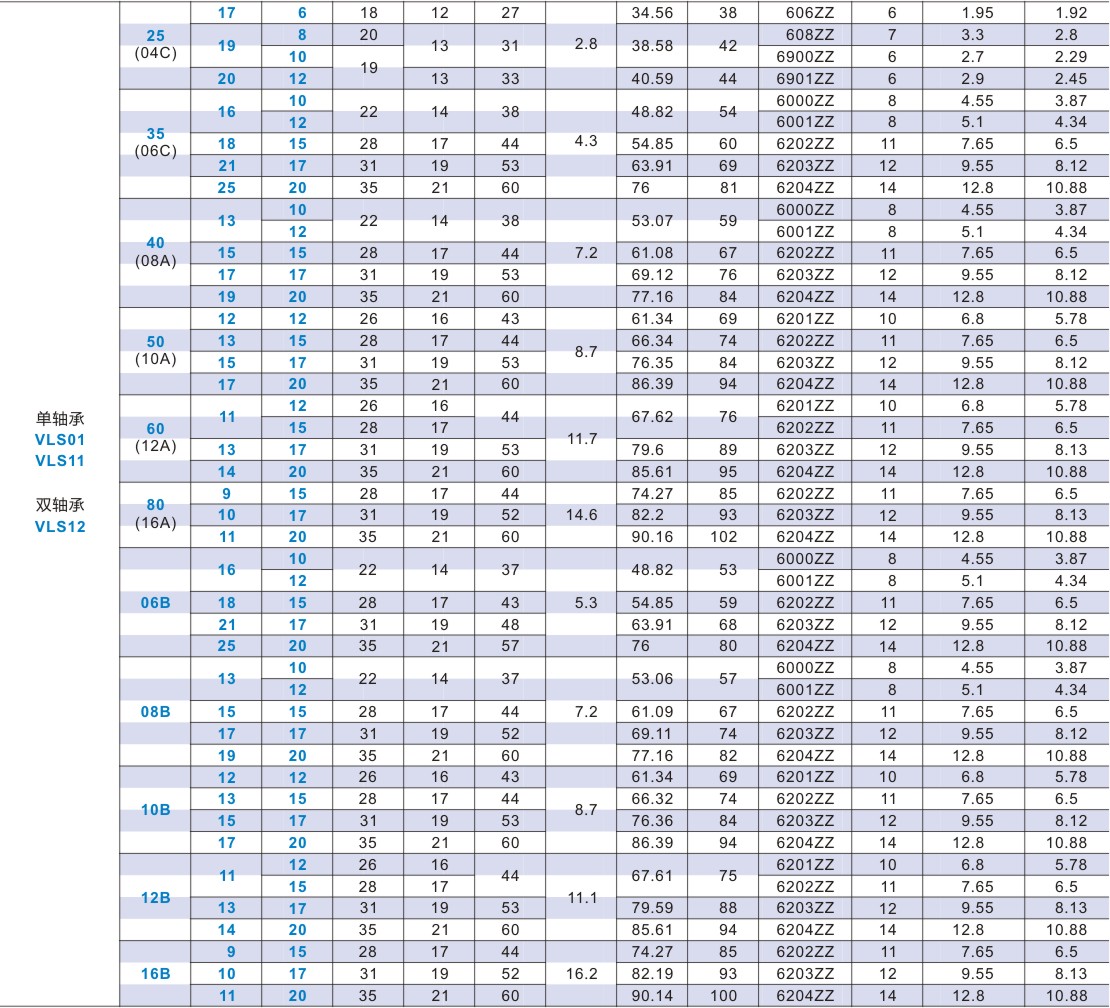 17 6 18 12 27 34.56 38 606ZZ 6 1.95 1.92
25 19 8 20 13 31 2.8 38.58 42 608ZZ 7 3.3 2.8
(04C) 10 19 6900ZZ 6 2.7 2.29
20 12 13 33 40.59 44 6901ZZ 6 2.9 2.45
16 10 22 14 38 48.82 54 6000ZZ 8 4.55 3.87
35 12 6001ZZ 8 5.1 4.34
(06C) 18 15 28 17 44 4.3 54.85 60 6202ZZ 11 7.65 6.5
21 17 31 19 53 63.91 69 6203ZZ 12 9.55 8.12
25 20 35 21 60 76 81 6204ZZ 14 12.8 10.88
13 10 22 14 38 53.07 59 6000ZZ 8 4.55 3.87
40 12 6001ZZ 8 5.1 4.34
(08A) 15 15 28 17 44 7.2 61.08 67 6202ZZ 11 7.65 6.5
17 17 31 19 53 69.12 76 6203ZZ 12 9.55 8.12
19 20 35 21 60 77.16 84 6204ZZ 14 12.8 10.88
12 12 26 16 43 61.34 69 6201ZZ 10 6.8 5.78
50 13 15 28 17 44 8.7 66.34 74 6202ZZ 11 7.65 6.5
(10A) 15 17 31 19 53 76.35 84 6203ZZ 12 9.55 8.12
17 20 35 21 60 86.39 94 6204ZZ 14 12.8 10.88
单轴承 11 12 26 16 44 67.62 76 6201ZZ 10 6.8 5.78
VLS01 60 15 28 17 11.7 6202ZZ 11 7.65 6.5
VLS11 (12A) 13 17 31 19 53 79.6 89 6203ZZ 12 9.55 8.13
14 20 35 21 60 85.61 95 6204ZZ 14 12.8 10.88
双轴承 80 9 15 28 17 44 74.27 85 6202ZZ 11 7.65 6.5
VLS12 (16A) 10 17 31 19 52 14.6 82.2 93 6203ZZ 12 9.55 8.13
11 20 35 21 60 90.16 102 6204ZZ 14 12.8 10.88
16 10 22 14 37 48.82 53 6000ZZ 8 4.55 3.87
12 6001ZZ 8 5.1 4.34
06B 18 15 28 17 43 5.3 54.85 59 6202ZZ 11 7.65 6.5
21 17 31 19 48 63.91 68 6203ZZ 12 9.55 8.12
25 20 35 21 57 76 80 6204ZZ 14 12.8 10.88
13 10 22 14 37 53.06 57 6000ZZ 8 4.55 3.87
12 6001ZZ 8 5.1 4.34
08B 15 15 28 17 44 7.2 61.09 67 6202ZZ 11 7.65 6.5
17 17 31 19 52 69.11 74 6203ZZ 12 9.55 8.12
19 20 35 21 60 77.16 82 6204ZZ 14 12.8 10.88
12 12 26 16 43 61.34 69 6201ZZ 10 6.8 5.78
10B 13 15 28 17 44 8.7 66.32 74 6202ZZ 11 7.65 6.5
15 17 31 19 53 76.36 84 6203ZZ 12 9.55 8.12
17 20 35 21 60 86.39 94 6204ZZ 14 12.8 10.88
11 12 26 16 44 67.61 75 6201ZZ 10 6.8 5.78
12B 15 28 17 11.1 6202ZZ 11 7.65 6.5
13 17 31 19 53 79.59 88 6203ZZ 12 9.55 8.13
14 20 35 21 60 85.61 94 6204ZZ 14 12.8 10.88
9 15 28 17 44 74.27 85 6202ZZ 11 7.65 6.5
16B 10 17 31 19 52 16.2 82.19 93 6203ZZ 12 9.55 8.13
11 20 35 21 60 90.14 100 6204ZZ 14 12.8 10.88